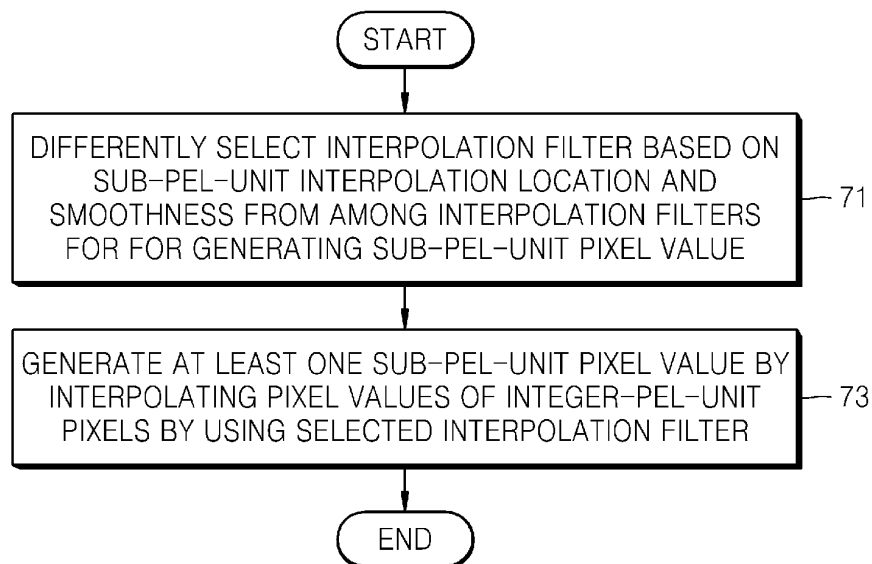 START
DIFFERENTLY SELECT INTERPOLATION FILTER BASED ON
SUB-PEL-UNIT INTERPOLATION LOCATION AND
SMOOTHNESS FROM AMONG INTERPOLATION FILTERS
FOR FOR GENERATING SUB-PEL-UNIT PIXEL VALUE
71
GENERATE AT LEAST ONE SUB-PEL-UNIT PIXEL VALUE BY
INTERPOLATING PIXEL VALUES OF INTEGER-PEL-UNIT
PIXELS BY USING SELECTED INTERPOLATION FILTER
73
END